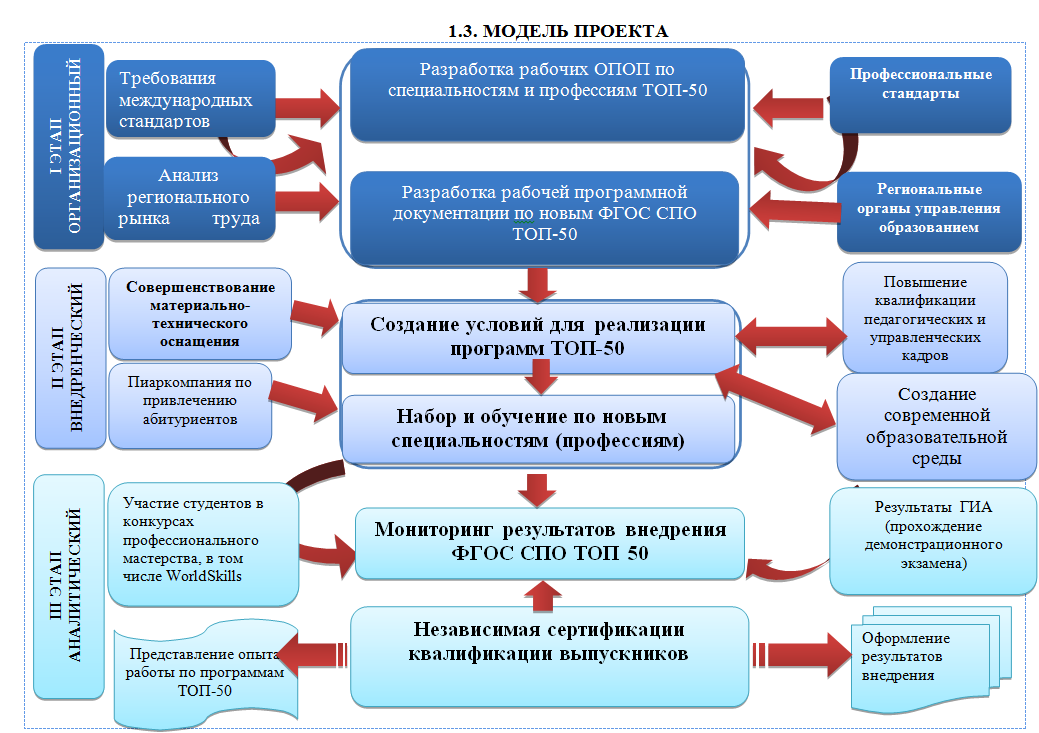 1.3. МОДЕЛЬ ПРОЕКТА
I ЭТАП
ОРГАНИЗАЦИОННЫЙ
Требования
международных
стандартов
Анализ
регионального
рынка труда
Разработка рабочих ОПОП по
специальностям и профессиям ТОП-50
Разработка рабочей программной
документации по новым ФГОС СПО
ТОП-50
Профессиональные
стандарты
Региональные
органы управления
образованием
II ЭТАП
ВНЕДРЕНЧЕСКИЙ
Совершенствование
материально-
технического
оснащения
Пиаркомпания по
привлечению
абитуриентов
Создание условий для реализации
программ ТОП-50
Набор и обучение по новым
специальностям (профессиям)
Повышение
квалификации
педагогических и
управленческих
кадров
Создание
современной
образовательной
среды
III ЭТАП
АНАЛИТИЧЕСКИЙ
Участие студентов в
конкурсах
профессионального
мастерства, в том
числе WorldSkills
Мониторинг результатов внедрения
ФГОС СПО ТОП 50
Результаты ГИА
(прохождение
демонстрационного
экзамена)
Представление опыта
работы по программам
ТОП-50
Независимая сертификации
квалификации выпускников
Оформление
результатов
внедрения